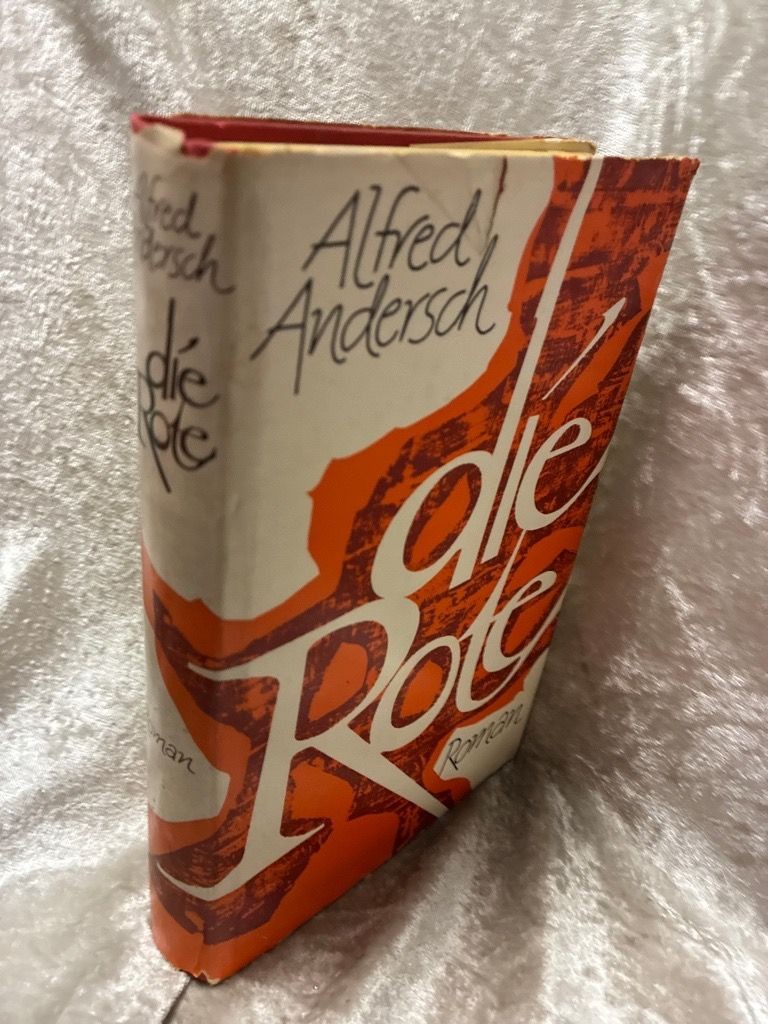 Alfred
Andersch
die
Rote
Roman
Alfred
Andersch
die
Rote
Roman